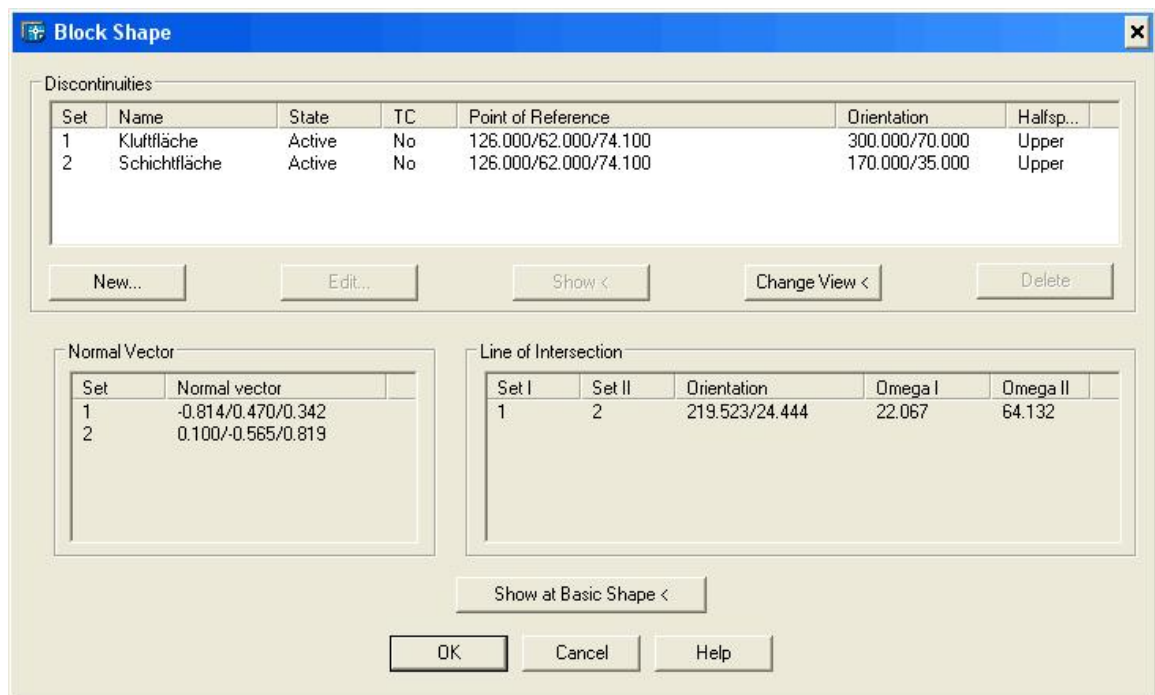 Block Shape
Discontinuities
Set Name State TC Point of Reference Orientation Halfsp...
1 Kluftfläche Active No 126.000/62.000/74.100 300.000/70.000 Upper
2 Schichtfläche Active No 126.000/62.000/74.100 170.000/35.000 Upper
New... Edit... Show < Change View < Delete
Normal Vector
Set Normal vector
1 -0.814/0.470/0.342
2 0.100/-0.565/0.819
Line of Intersection
Set I Set II Orientation Omega I Omega II
1 2 219.523/24.444 22.067 64.132
Show at Basic Shape <
OK Cancel Help